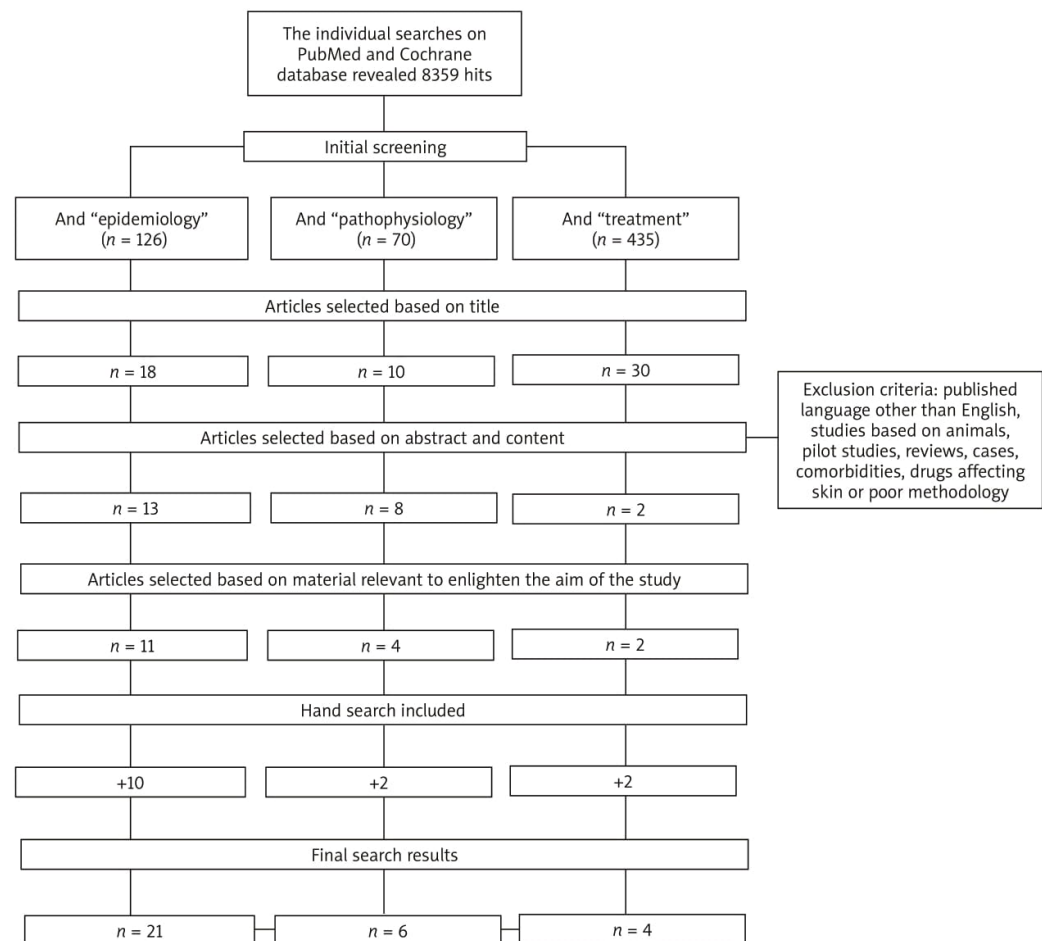 The individual searches on
PubMed and Cochrane
database revealed 8359 hits
Initial screening
And “epidemiology”
(n = 126)
And “pathophysiology”
(n = 70)
And “treatment”
(n = 435)
Articles selected based on title
n = 18
n = 10
n = 30
Exclusion criteria: published
language other than English,
studies based on animals,
pilot studies, reviews, cases,
comorbidities, drugs affecting
skin or poor methodology
Articles selected based on abstract and content
n = 13
n = 8
n = 2
Articles selected based on material relevant to enlighten the aim of the study
n = 11
n = 4
n = 2
Hand search included
+10
+2
+2
Final search results
n = 21
n = 6
n = 4